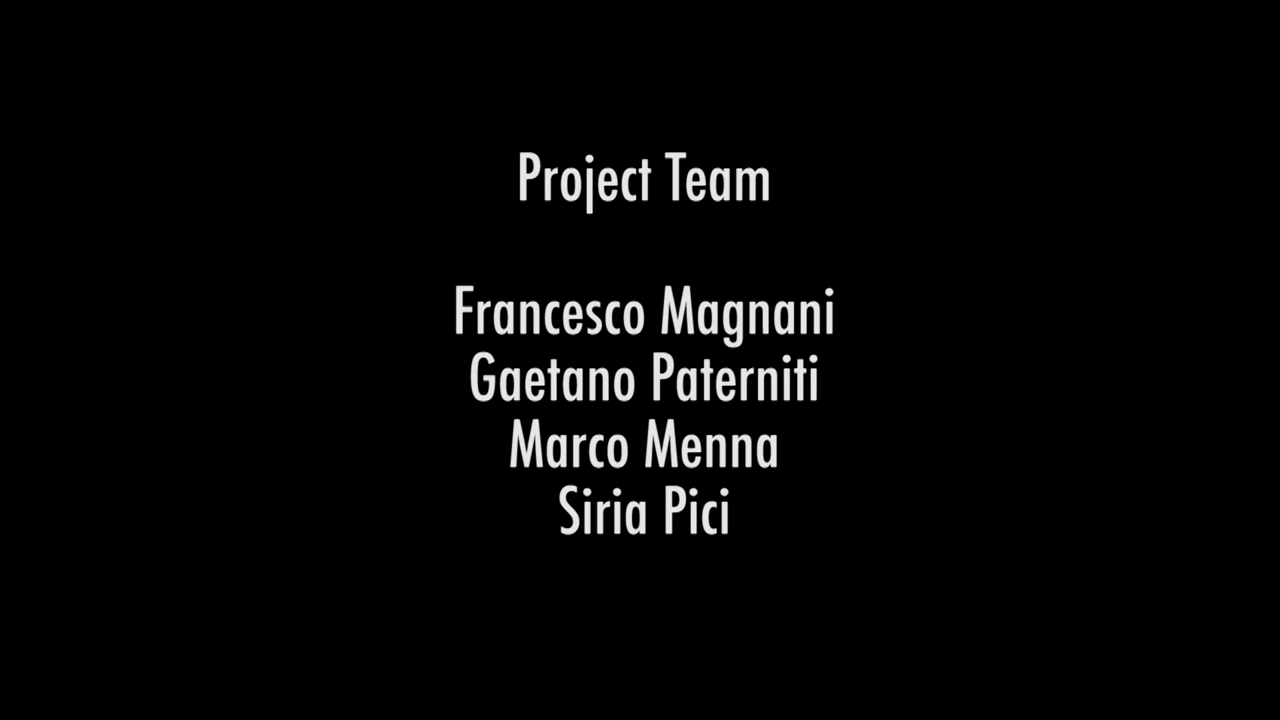 Project Team
Francesco Magnani
Gaetano Paterniti
Marco Menna
Siria Pici